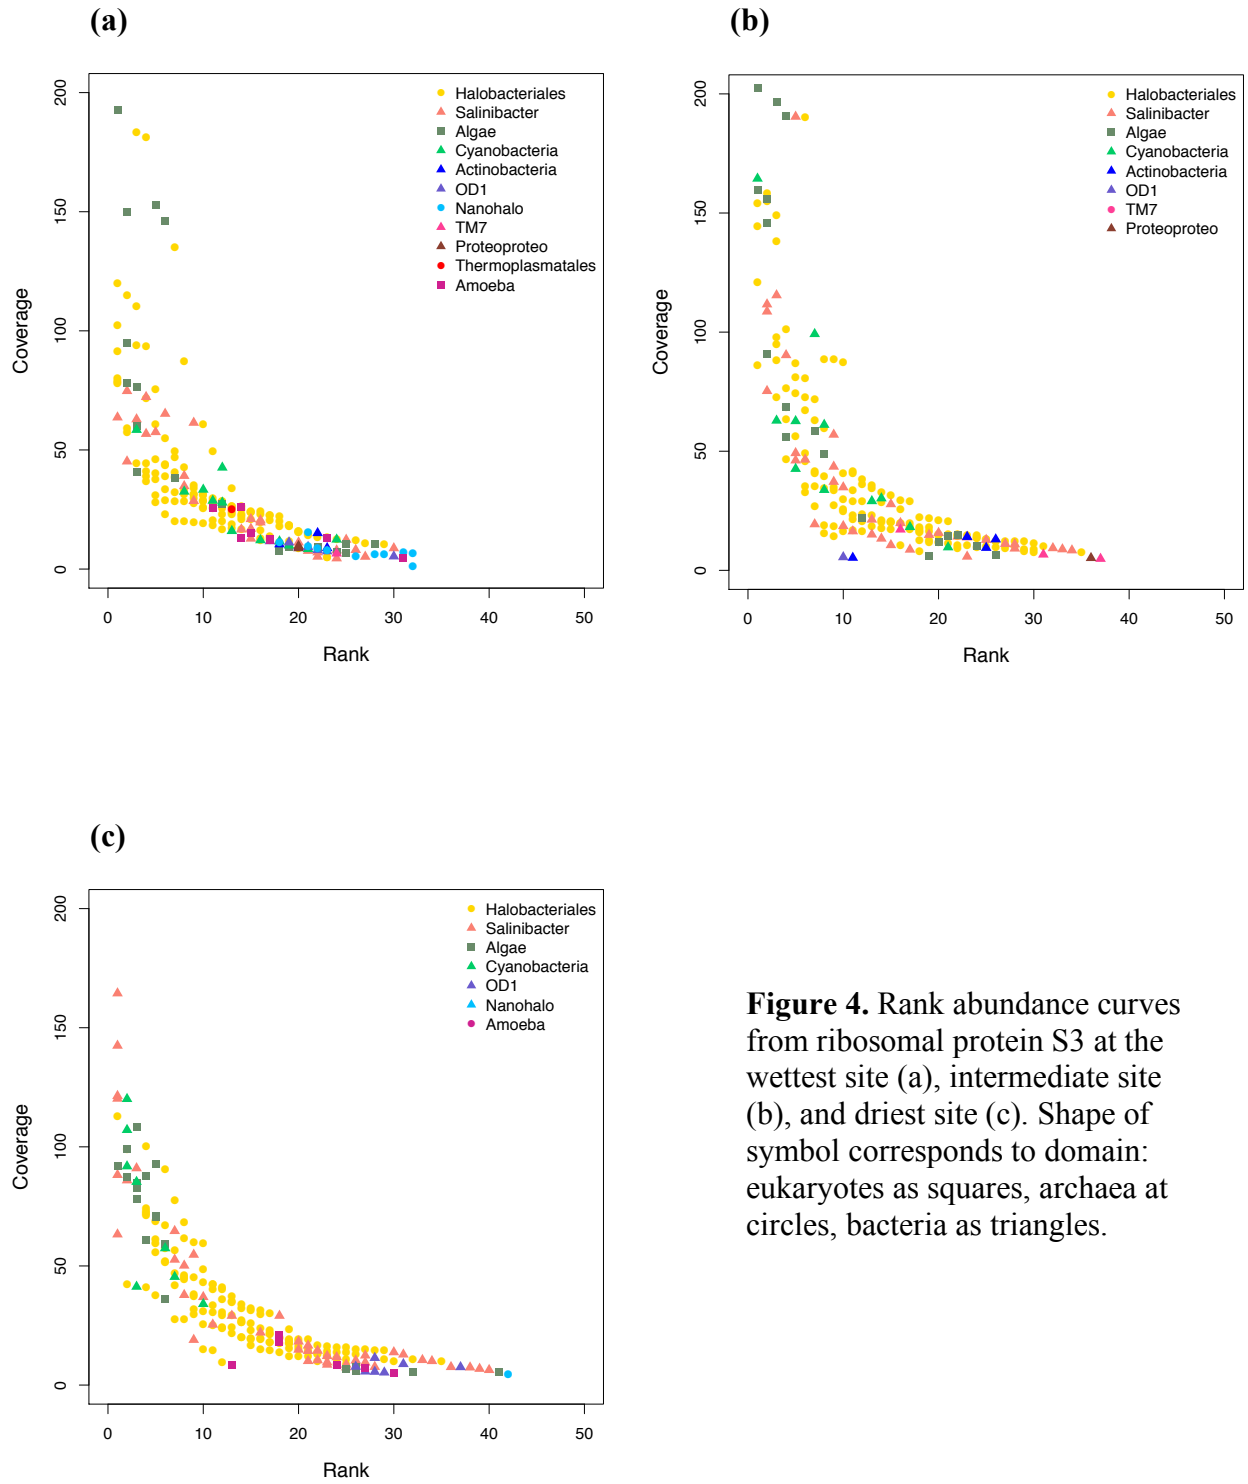 (a)
200
150
100
50
0
Coverage
0 10 20 30 40 50
Rank
Halobacteriales
Salinibacter
Algae
Cyanobacteria
Actinobacteria
OD1
Nanohalo
TM7
Proteoproteo
Thermoplasmatales
Amoeba
(b)
200
150
100
50
0
Coverage
0 10 20 30 40 50
Rank
Halobacteriales
Salinibacter
Algae
Cyanobacteria
Actinobacteria
OD1
TM7
Proteoproteo
(c)
200
150
100
50
0
Coverage
0 10 20 30 40 50
Rank
Halobacteriales
Salinibacter
Algae
Cyanobacteria
OD1
Nanohalo
Amoeba
Figure 4. Rank abundance curves
from ribosomal protein S3 at the
wettest site (a), intermediate site
(b), and driest site (c). Shape of
symbol corresponds to domain:
eukaryotes as squares, archaea at
circles, bacteria as triangles.